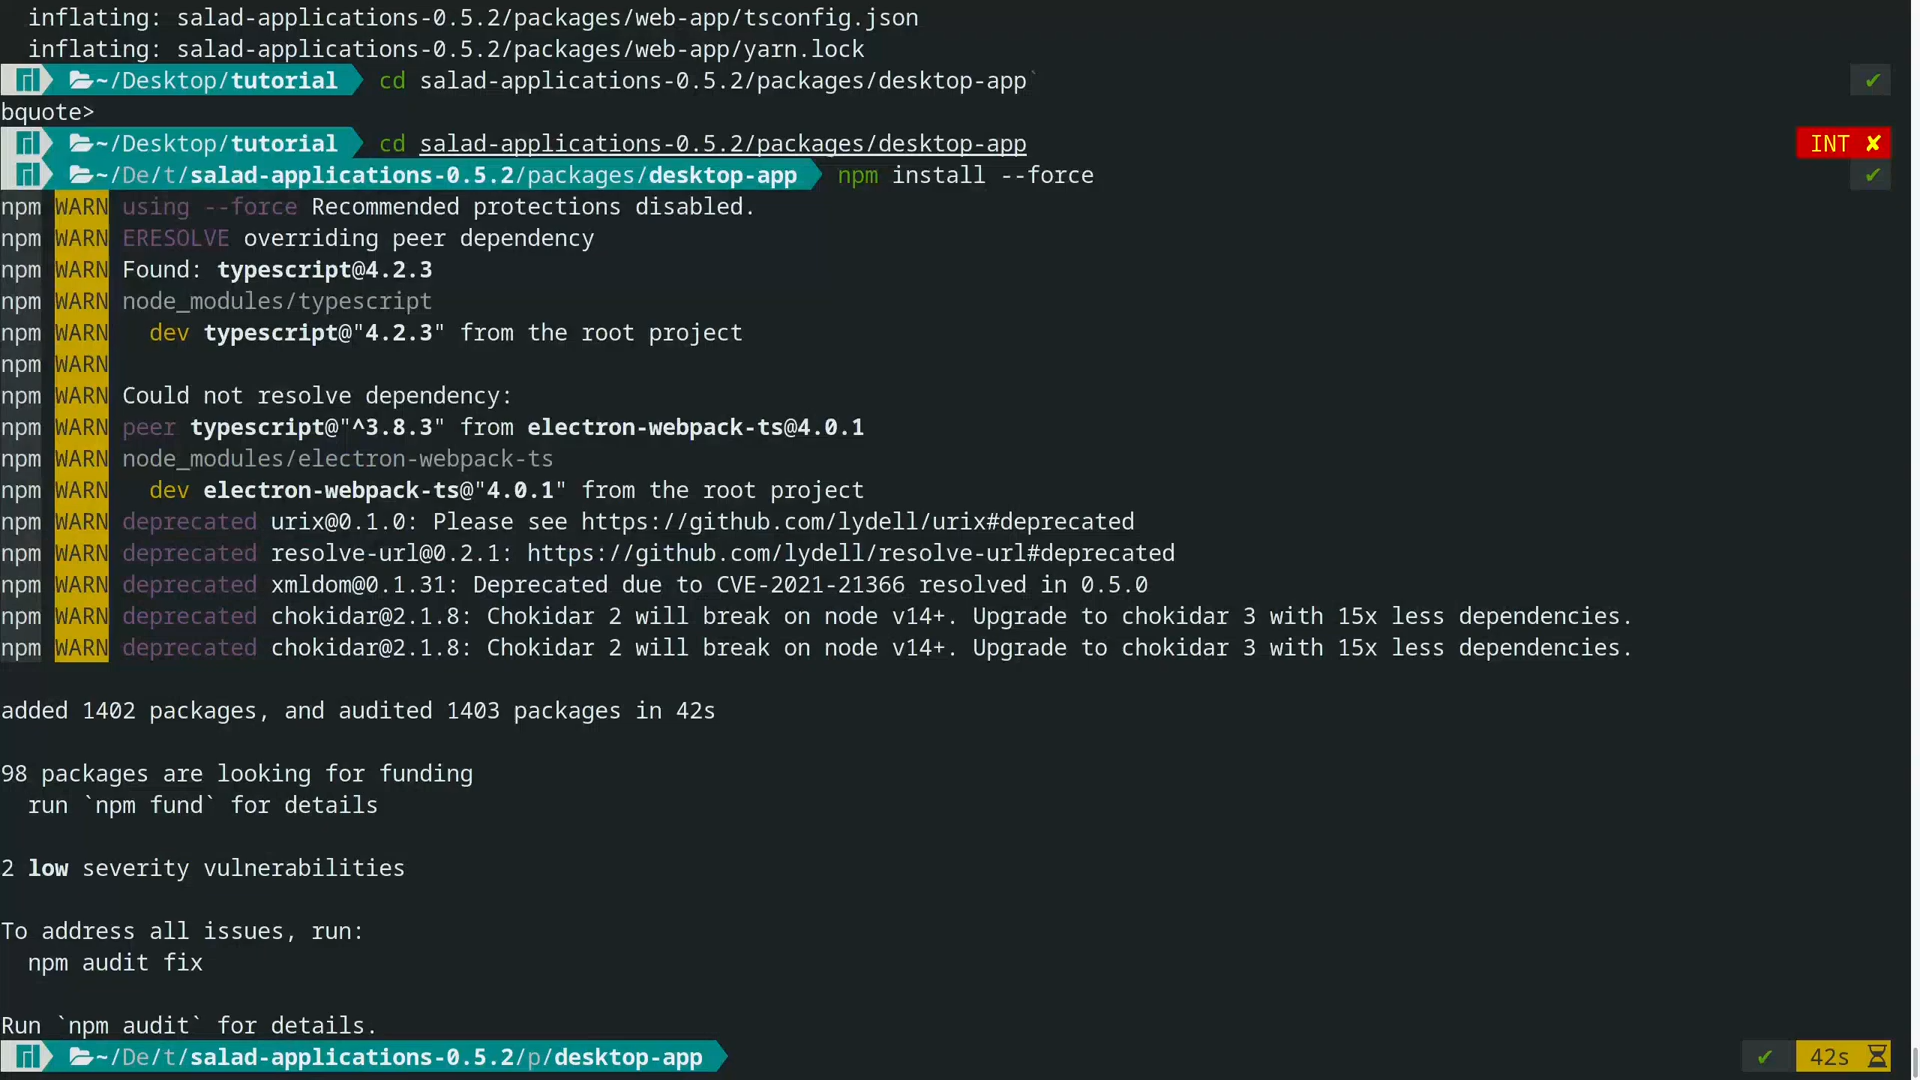 inflating: salad-applications-0.5.2/packages/web-app/tsconfig.json
inflating: salad-applications-0.5.2/packages/web-app/yarn.lock
~/Desktop/tutorial cd salad-applications-0.5.2/packages/desktop-app` ✔
bquote>
~/Desktop/tutorial cd salad-applications-0.5.2/packages/desktop-app INT ✘
~/De/t/salad-applications-0.5.2/packages/desktop-app npm install --force ✔
npm WARN using --force Recommended protections disabled.
npm WARN ERESOLVE overriding peer dependency
npm WARN Found: typescript@4.2.3
npm WARN node_modules/typescript
npm WARN   dev typescript@"4.2.3" from the root project
npm WARN
npm WARN Could not resolve dependency:
npm WARN peer typescript@"^3.8.3" from electron-webpack-ts@4.0.1
npm WARN node_modules/electron-webpack-ts
npm WARN   dev electron-webpack-ts@"4.0.1" from the root project
npm WARN deprecated urix@0.1.0: Please see https://github.com/lydell/urix#deprecated
npm WARN deprecated resolve-url@0.2.1: https://github.com/lydell/resolve-url#deprecated
npm WARN deprecated xmldom@0.1.31: Deprecated due to CVE-2021-21366 resolved in 0.5.0
npm WARN deprecated chokidar@2.1.8: Chokidar 2 will break on node v14+. Upgrade to chokidar 3 with 15x less dependencies.
npm WARN deprecated chokidar@2.1.8: Chokidar 2 will break on node v14+. Upgrade to chokidar 3 with 15x less dependencies.
added 1402 packages, and audited 1403 packages in 42s
98 packages are looking for funding
run `npm fund` for details
2 low severity vulnerabilities
To address all issues, run:
npm audit fix
Run `npm audit` for details.
~/De/t/salad-applications-0.5.2/p/desktop-app ✔ 42s